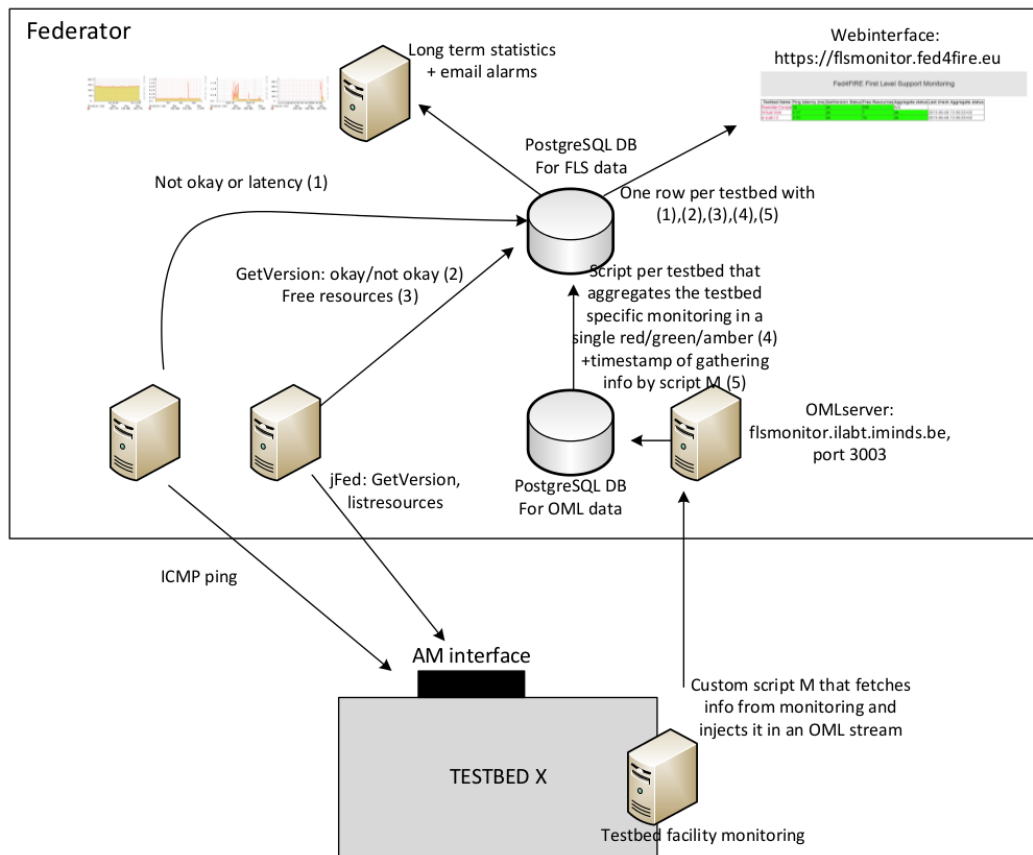 Federator
Long term statistics
+ email alarms
Webinterface:
https://flsmonitor.fed4fire.eu
Fed4FIRE First Level Support Monitoring
PostgreSQL DB
For FLS data
Not okay or latency (1)
One row per testbed with
(1),(2),(3),(4),(5)
GetVersion: okay/not okay (2)
Free resources (3)
Script per testbed that
aggregates the testbed
specific monitoring in a
single red/green/amber (4)
+timestamp of gathering
info by script M (5)
OMLserver:
flsmonitor.ilabt.iminds.be,
port 3003
jFed: GetVersion,
listresources
PostgreSQL DB
For OML data
ICMP ping
AM interface
Custom script M that fetches
info from monitoring and
injects it in an OML stream
TESTBED X
Testbed facility monitoring